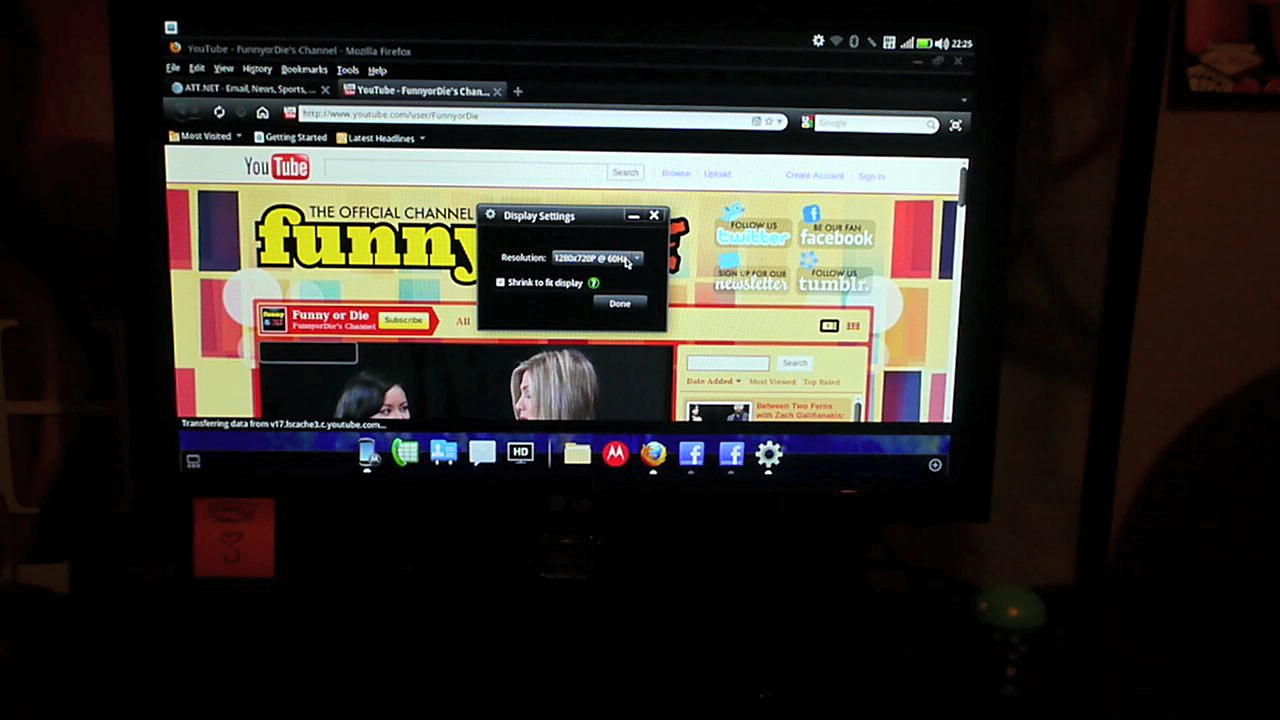 22:25
YouTube - FunnyorDie's Channel - Mozilla Firefox
File Edit View History Bookmarks Tools Help
ATT.NET - Email, News, Sports, ...
YouTube - FunnyorDie's Chan...
http://www.youtube.com/user/FunnyorDie
Google
Most Visited Getting Started Latest Headlines
YouTube
Search
Browse Upload
Create Account Sign In
THE OFFICIAL CHANNEL
funny
FOLLOW US
twitter
BE OUR FAN
facebook
SIGN UP FOR OUR
newsletter
FOLLOW US
tumblr.
Display Settings
Resolution: 1280x720P @ 60Hz
Shrink to fit display
Done
Funny or Die
FunnyorDie's Channel
Subscribe
All
Search
Date Added Most Viewed Top Rated
Between Two Ferns
with Zach Galifianakis:
Transferring data from v17.lscache3.c.youtube.com...
HD
LG